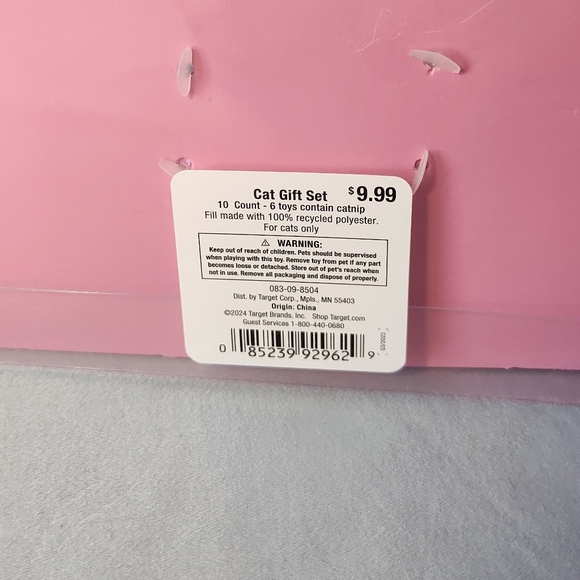 Cat Gift Set $9.99
10 Count - 6 toys contain catnip
Fill made with 100% recycled polyester.
For cats only
⚠ WARNING:
Keep out of reach of children. Pets should be supervised
when playing with this toy. Remove toy from pet if any part
becomes loose or detached. Store out of pet's reach when
not in use. Remove all packaging and dispose of properly.
083-09-8504
Dist. by Target Corp., Mpls., MN 55403
Origin: China
©2024 Target Brands, Inc. Shop Target.com
Guest Services 1-800-440-0680
0 85239 92962 9